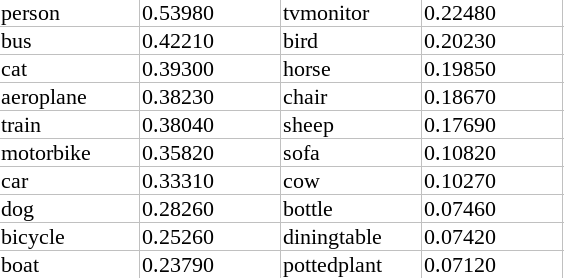 person 0.53980 tvmonitor 0.22480
bus 0.42210 bird 0.20230
cat 0.39300 horse 0.19850
aeroplane 0.38230 chair 0.18670
train 0.38040 sheep 0.17690
motorbike 0.35820 sofa 0.10820
car 0.33310 cow 0.10270
dog 0.28260 bottle 0.07460
bicycle 0.25260 diningtable 0.07420
boat 0.23790 pottedplant 0.07120